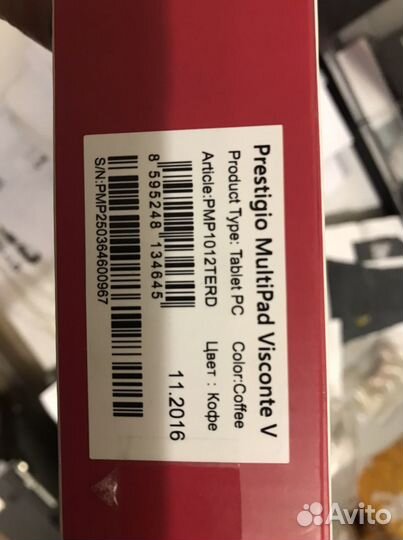 Prestigio MultiPad Visconte V
Product Type: Tablet PC Color:Coffee
Article:PMP1012TERD Цвет : Кофе
8 595248 134645
11.2016
S/N:PMP250364600967
Avito